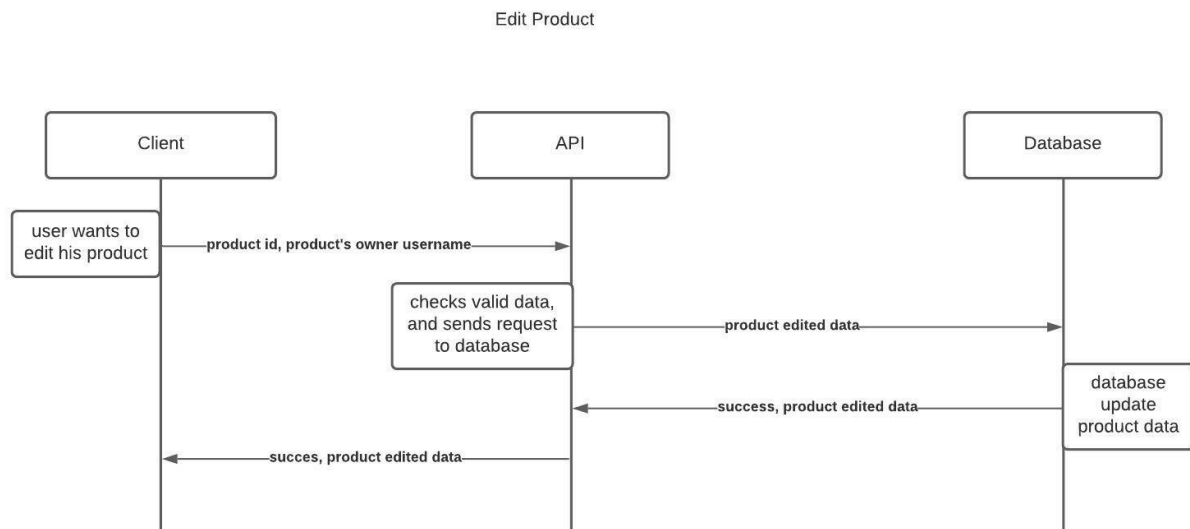 Edit Product
Client
API
Database
user wants to
edit his product
product id, product's owner username
checks valid data,
and sends request
to database
product edited data
database
update
product data
success, product edited data
succes, product edited data